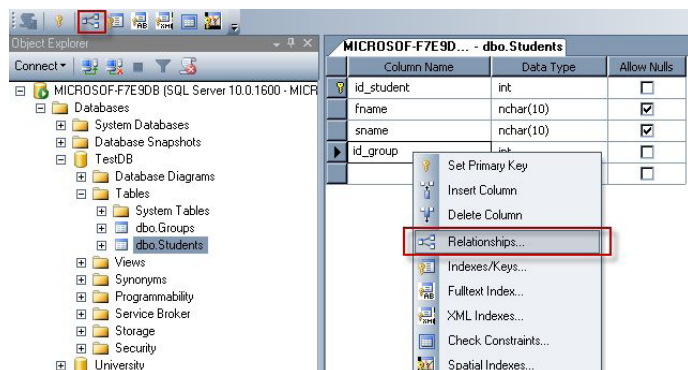 Object Explorer
Connect
MICROSOF-F7E9DB (SQL Server 10.0.1600 - MICR
Databases
System Databases
Database Snapshots
TestDB
Database Diagrams
Tables
System Tables
dbo.Groups
dbo.Students
Views
Synonyms
Programmability
Service Broker
Storage
Security
University
MICROSOF-F7E9D... - dbo.Students
Column Name Data Type Allow Nulls
id_student int
fname nchar(10)
sname nchar(10)
id_group int
Set Primary Key
Insert Column
Delete Column
Relationships...
Indexes/Keys...
Fulltext Index...
XML Indexes...
Check Constraints...
Spatial Indexes...